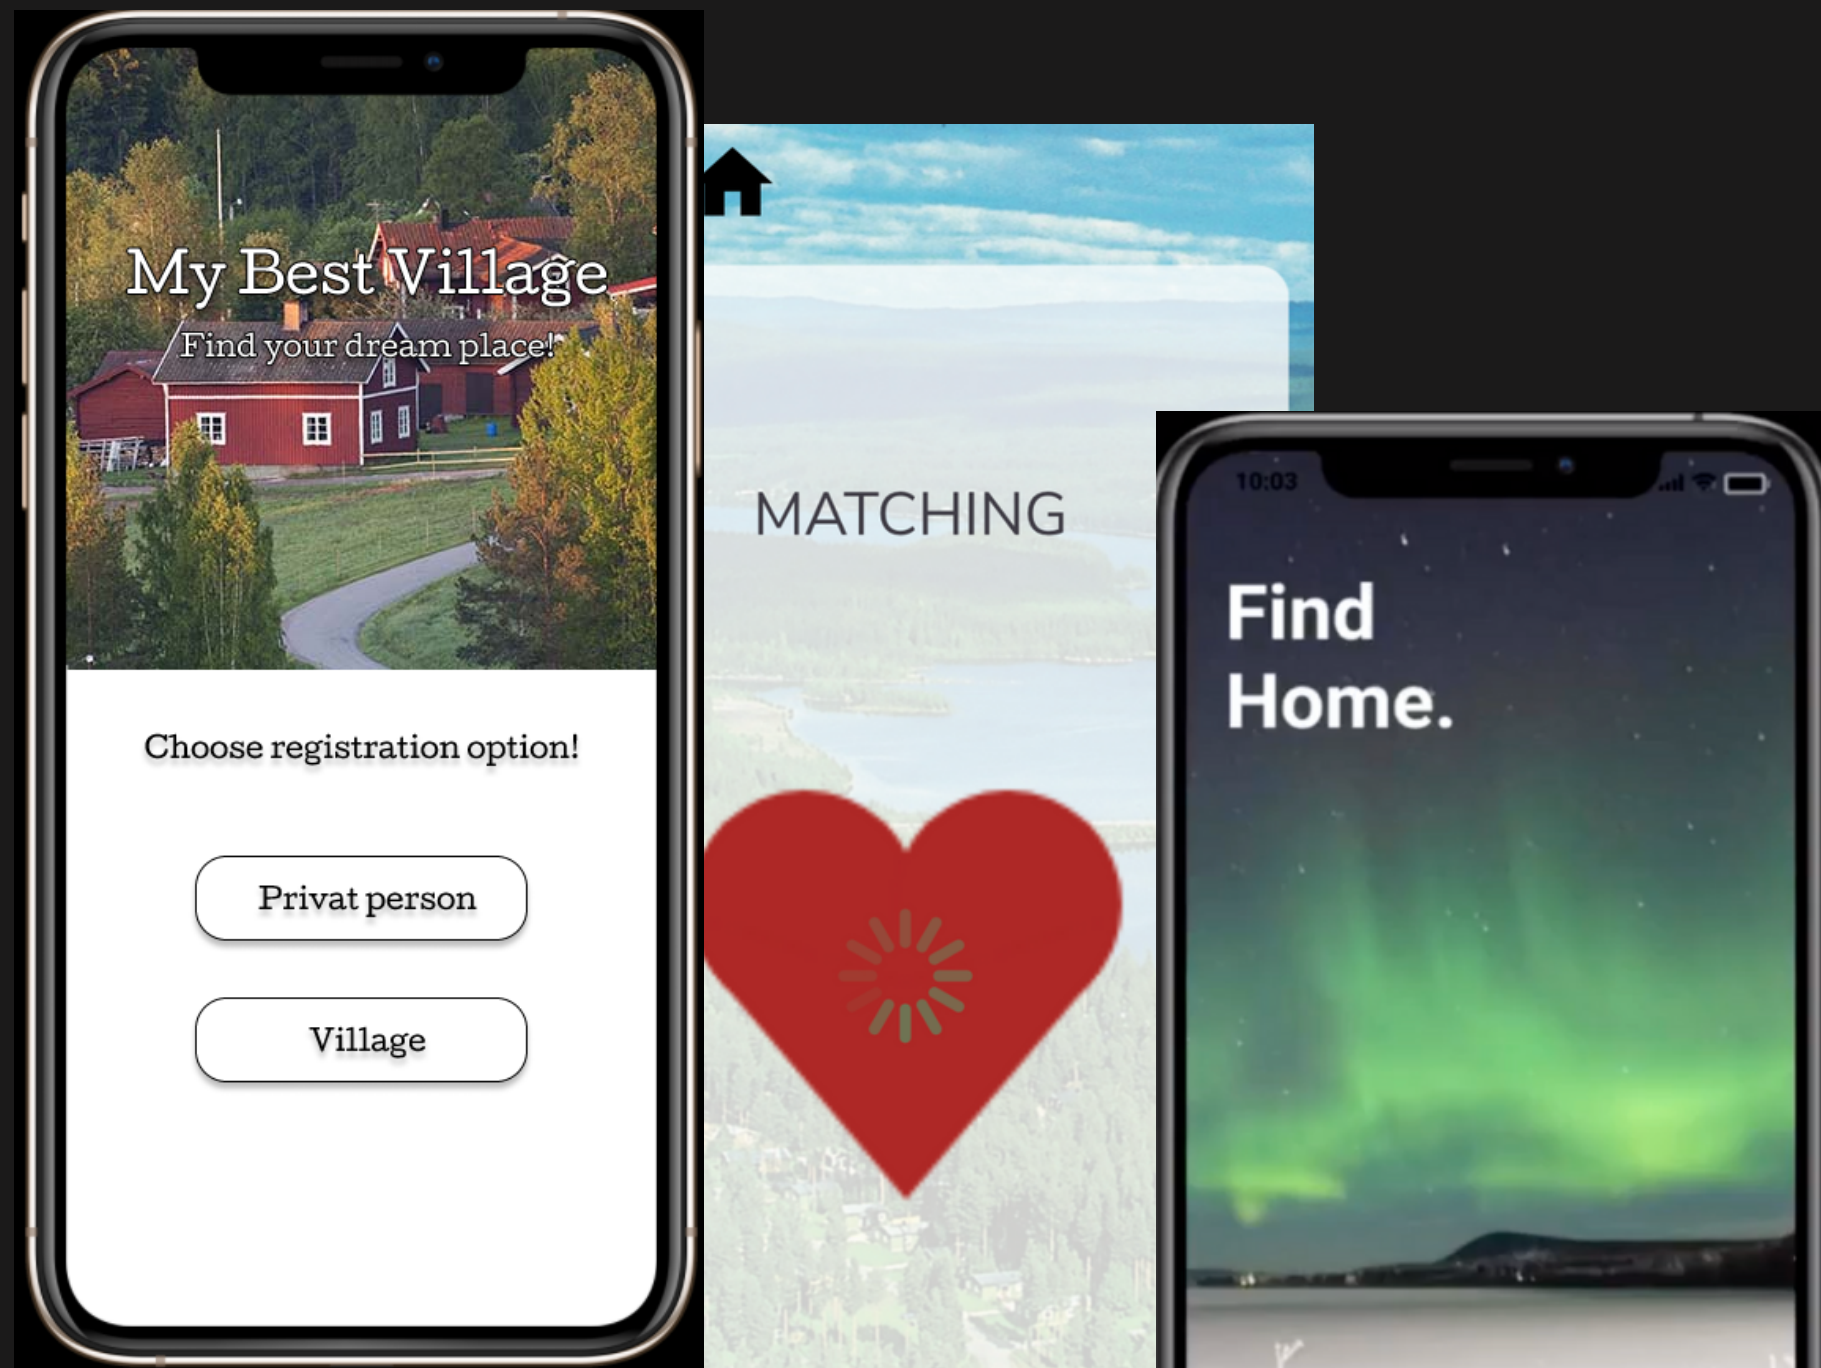 My Best Village
Find your dream place!
Choose registration option!
Privat person
Village
MATCHING
10:03
Find
Home.